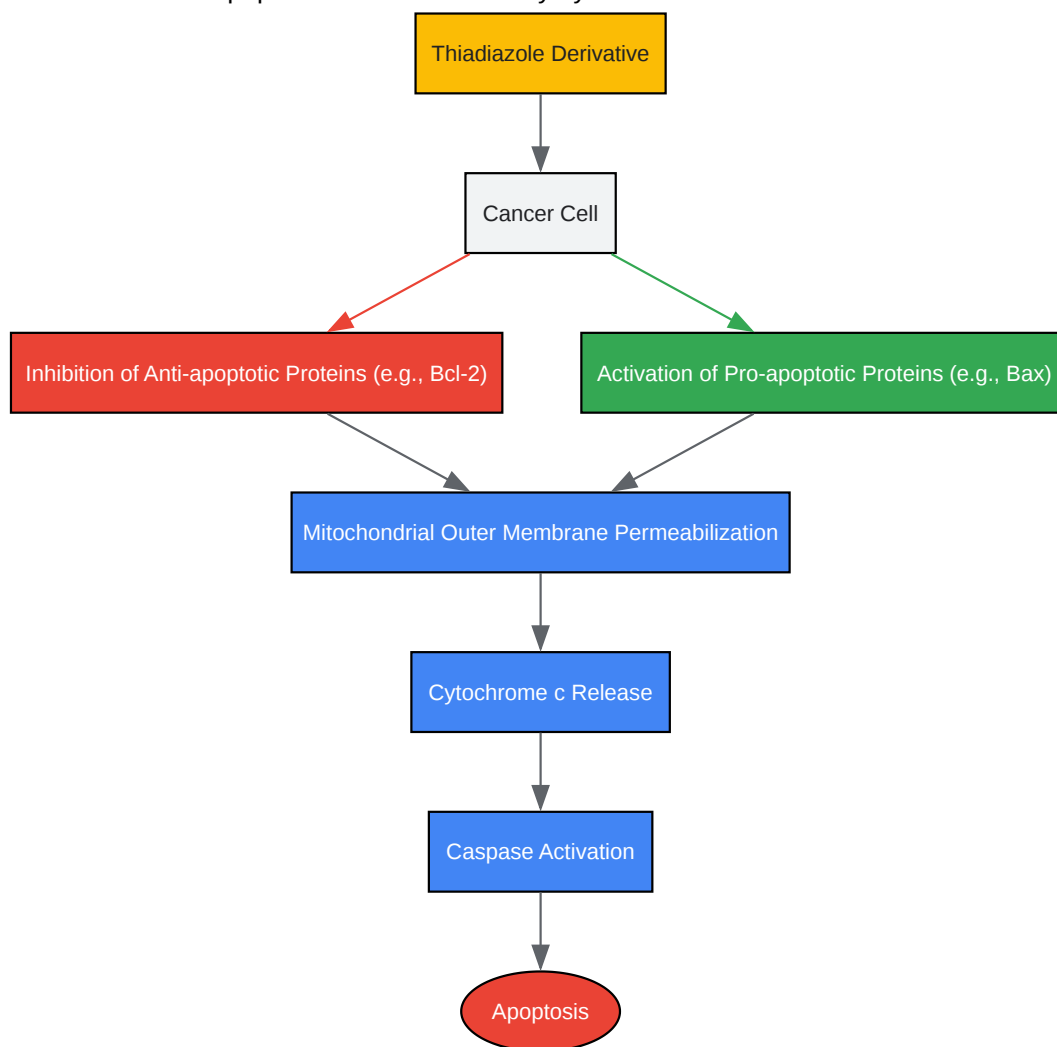 Thiadiazole Derivative
Cancer Cell
Inhibition of Anti-apoptotic Proteins (e.g., Bcl-2)
Activation of Pro-apoptotic Proteins (e.g., Bax)
Mitochondrial Outer Membrane Permeabilization
Cytochrome c Release
Caspase Activation
Apoptosis